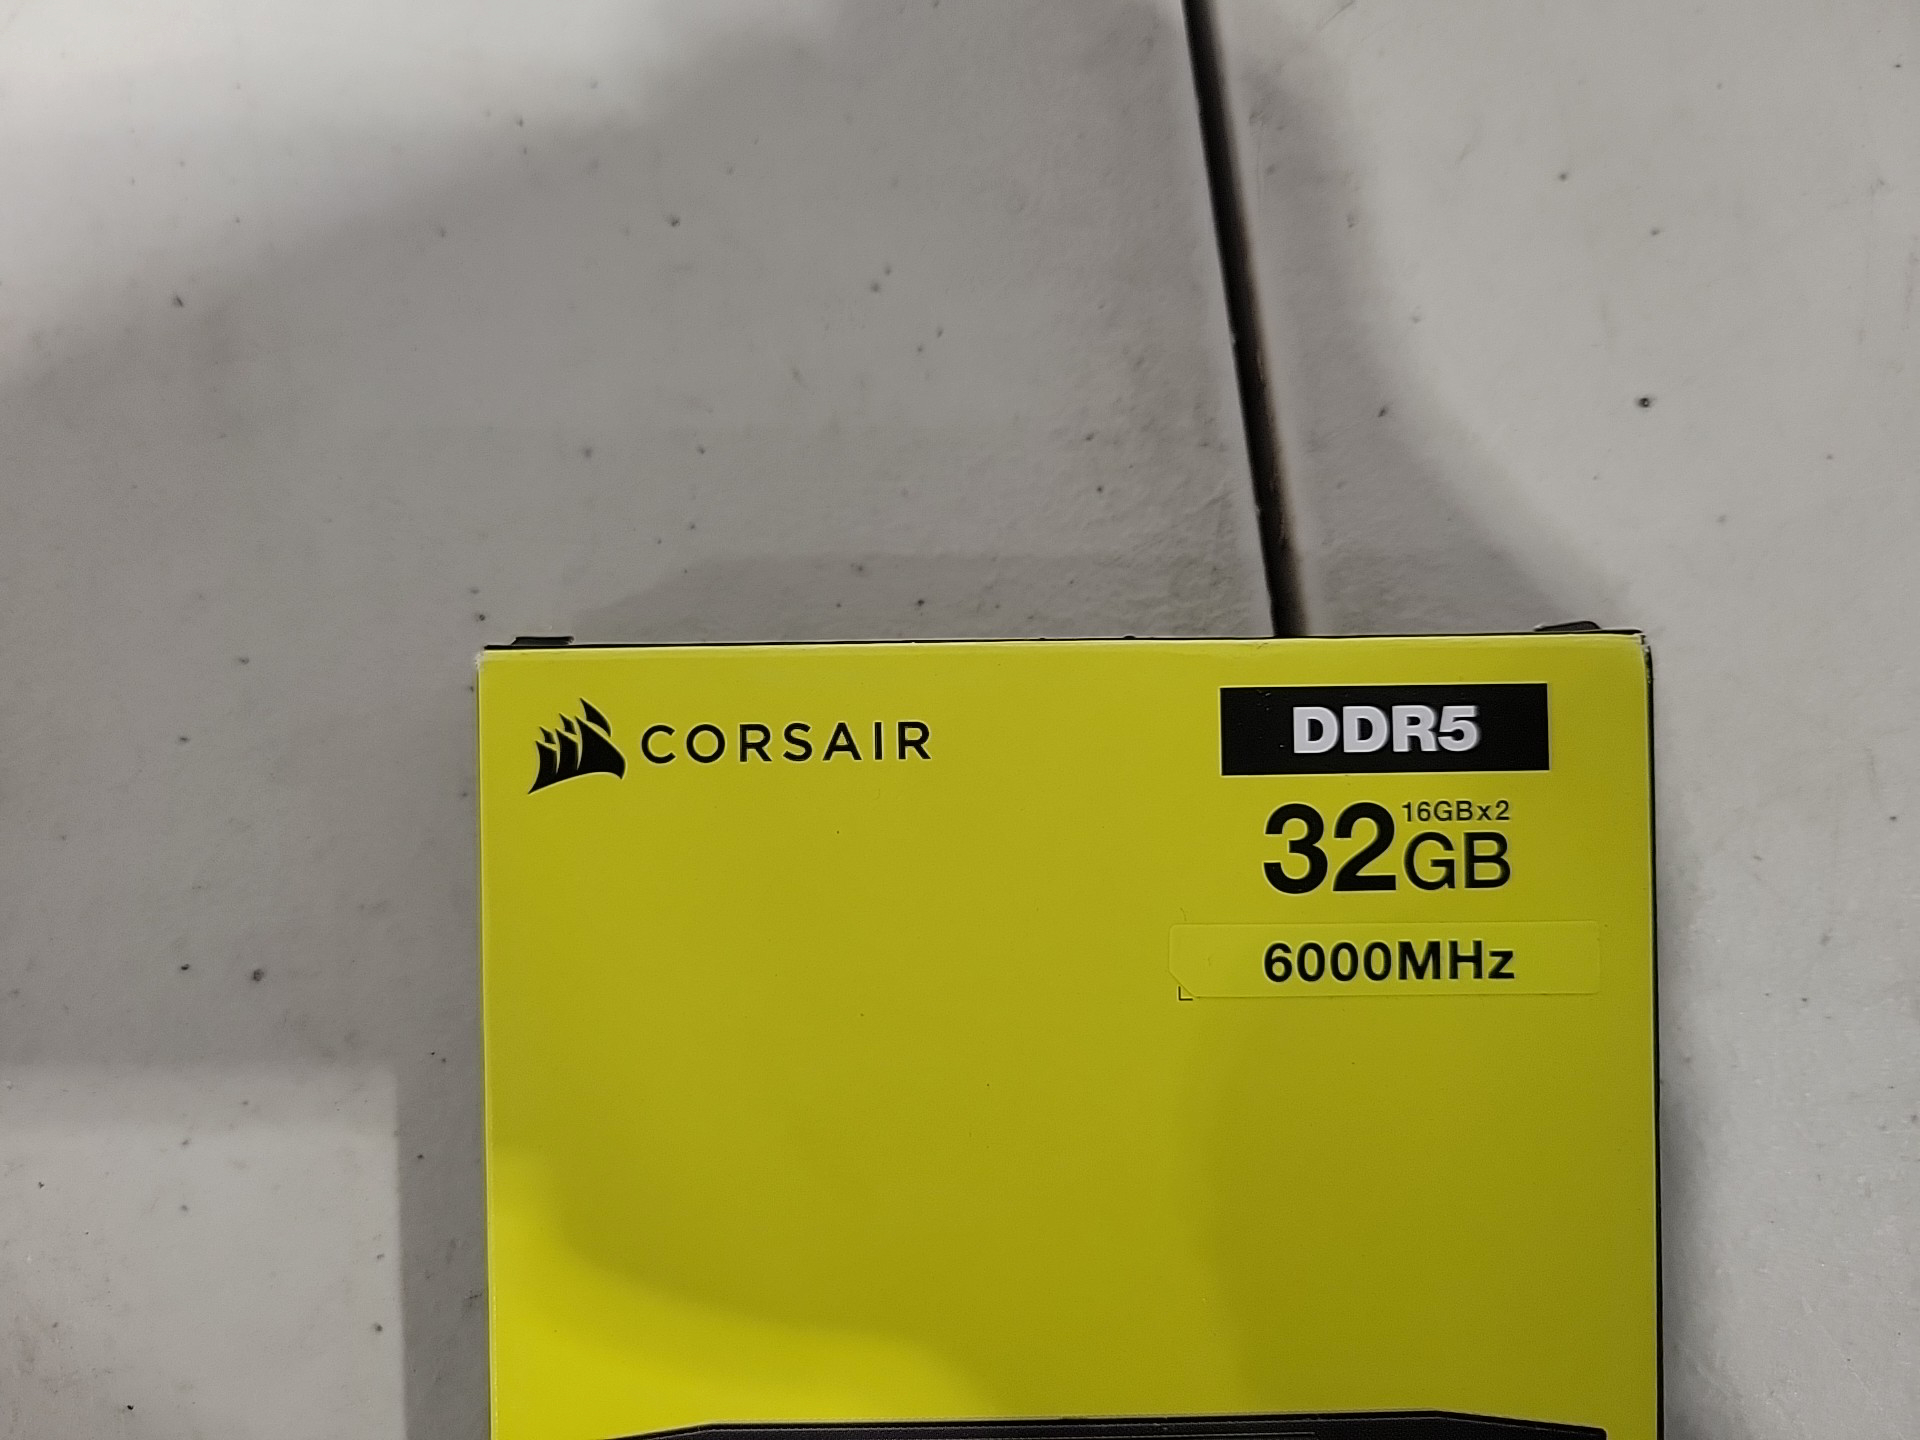 CORSAIR
DDR5
16GBx2
32GB
6000MHz